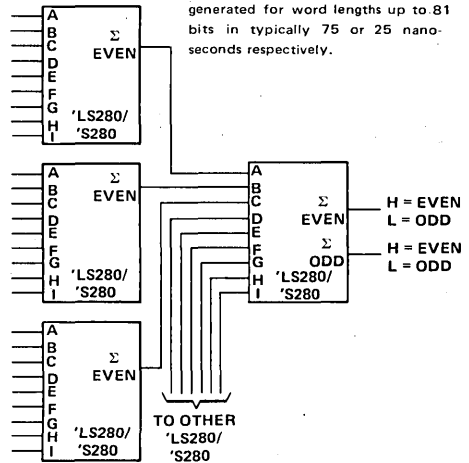 generated for word lengths up to 81
bits in typically 75 or 25 nano-
seconds respectively.
A
B
C
D
E
F
G
H
I
Σ
EVEN
'LS280/
'S280
A
B
C
D
E
F
G
H
I
Σ
EVEN
'LS280/
'S280
A
B
C
D
E
F
G
H
I
Σ
EVEN
'LS280/
'S280
A
B
C
D
E
F
G
H
I
Σ
EVEN
Σ
ODD
'LS280/
'S280
H = EVEN
L = ODD
H = EVEN
L = ODD
TO OTHER
'LS280/
'S280